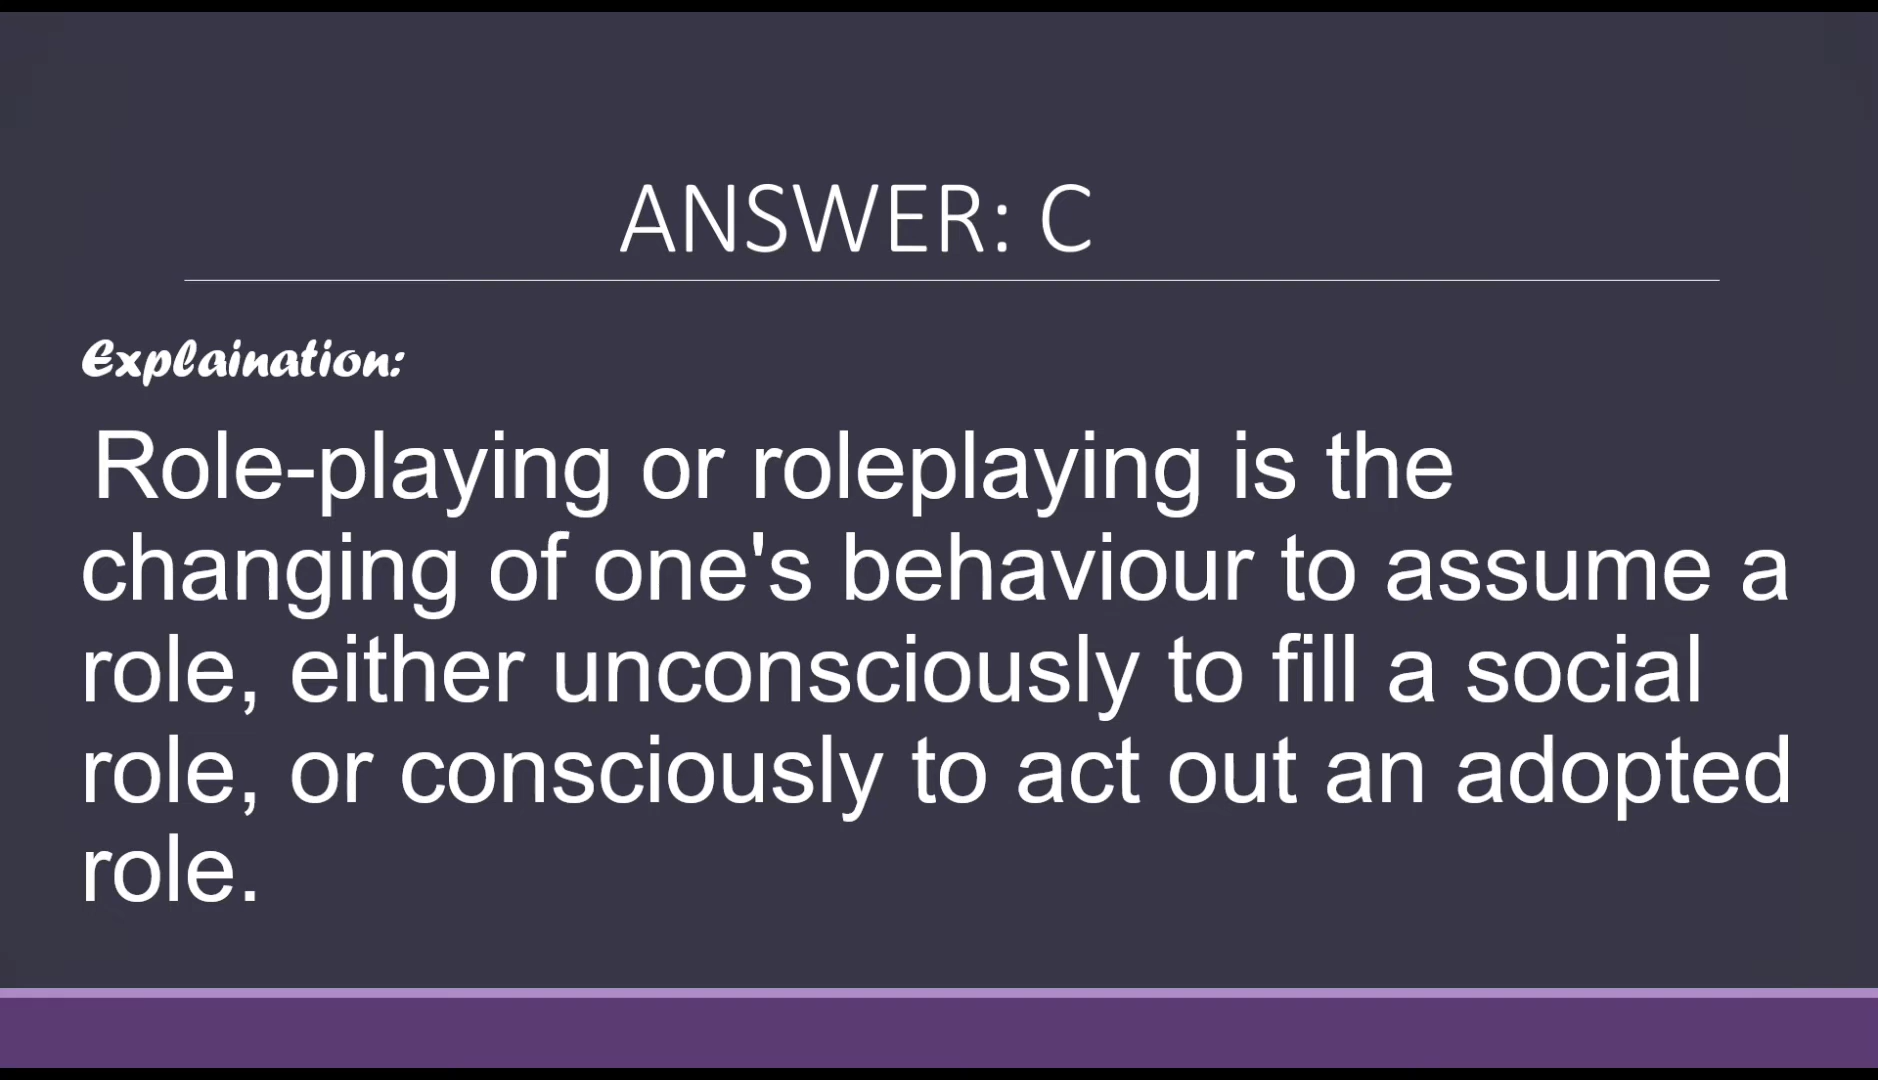 ANSWER: C
Explaination:
Role-playing or roleplaying is the
changing of one's behaviour to assume a
role, either unconsciously to fill a social
role, or consciously to act out an adopted
role.